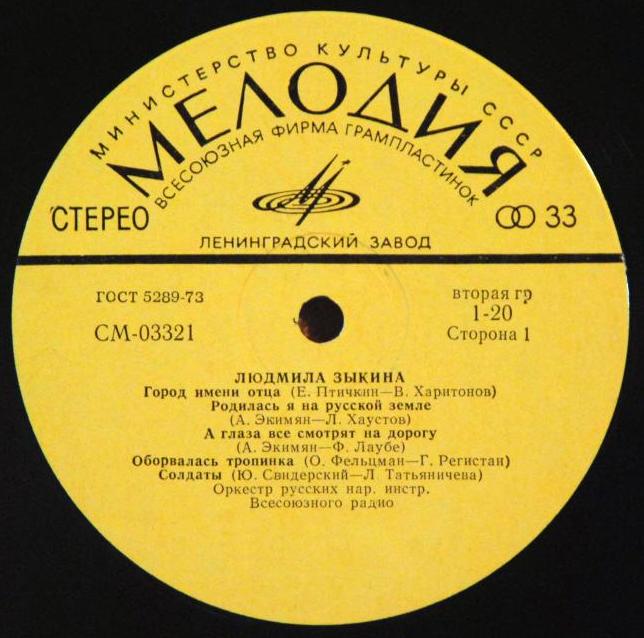 МИНИСТЕРСТВО КУЛЬТУРЫ СССР
МЕЛОДИЯ
ВСЕСОЮЗНАЯ ФИРМА ГРАМПЛАСТИНОК
СТЕРЕО
33
ЛЕНИНГРАДСКИЙ ЗАВОД
ГОСТ 5289-73
вторая гр
1-20
СМ-03321
Сторона 1
ЛЮДМИЛА ЗЫКИНА
Город имени отца (Е. Птичкин—В. Харитонов)
Родилась я на русской земле
(А. Экимян—Л. Хаустов)
А глаза все смотрят на дорогу
(А. Экимян—Ф. Лаубе)
Оборвалась тропинка (О. Фельцман—Г. Регистан)
Солдаты (Ю. Свидерский—Л Татьяничева)
Оркестр русских нар. инстр.
Всесоюзного радио